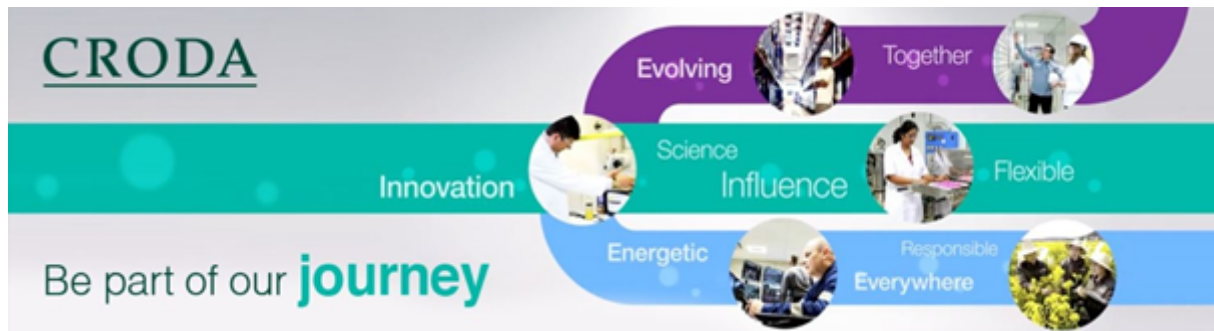 CRODA
Evolving
Together
Innovation
Science
Influence
Flexible
Energetic
Responsible
Everywhere
Be part of our journey